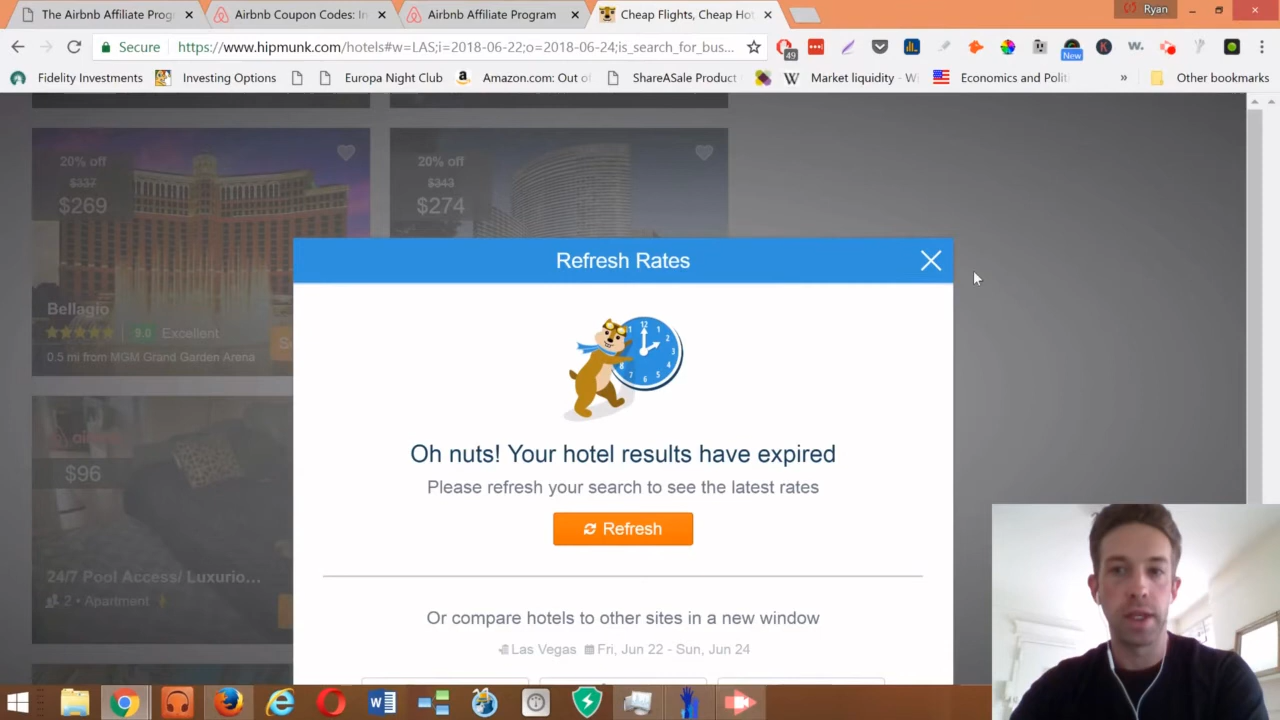 The Airbnb Affiliate Prog
Airbnb Coupon Codes: In
Airbnb Affiliate Program
Cheap Flights, Cheap Hot
Ryan
Secure
https://www.hipmunk.com/hotels#w=LAS;i=2018-06-22;o=2018-06-24;is_search_for_bus...
49
New
Fidelity Investments
Investing Options
Europa Night Club
Amazon.com: Out of
ShareASale Product
Market liquidity - Wi
Economics and Polit
»
Other bookmarks
20% off
$337
$269
Bellagio
9.0 Excellent
0.5 mi from MGM Grand Garden Arena
20% off
$343
$274
$96
24/7 Pool Access/ Luxurio...
2 • Apartment
Refresh Rates
Oh nuts! Your hotel results have expired
Please refresh your search to see the latest rates
Refresh
Or compare hotels to other sites in a new window
Las Vegas Fri, Jun 22 - Sun, Jun 24